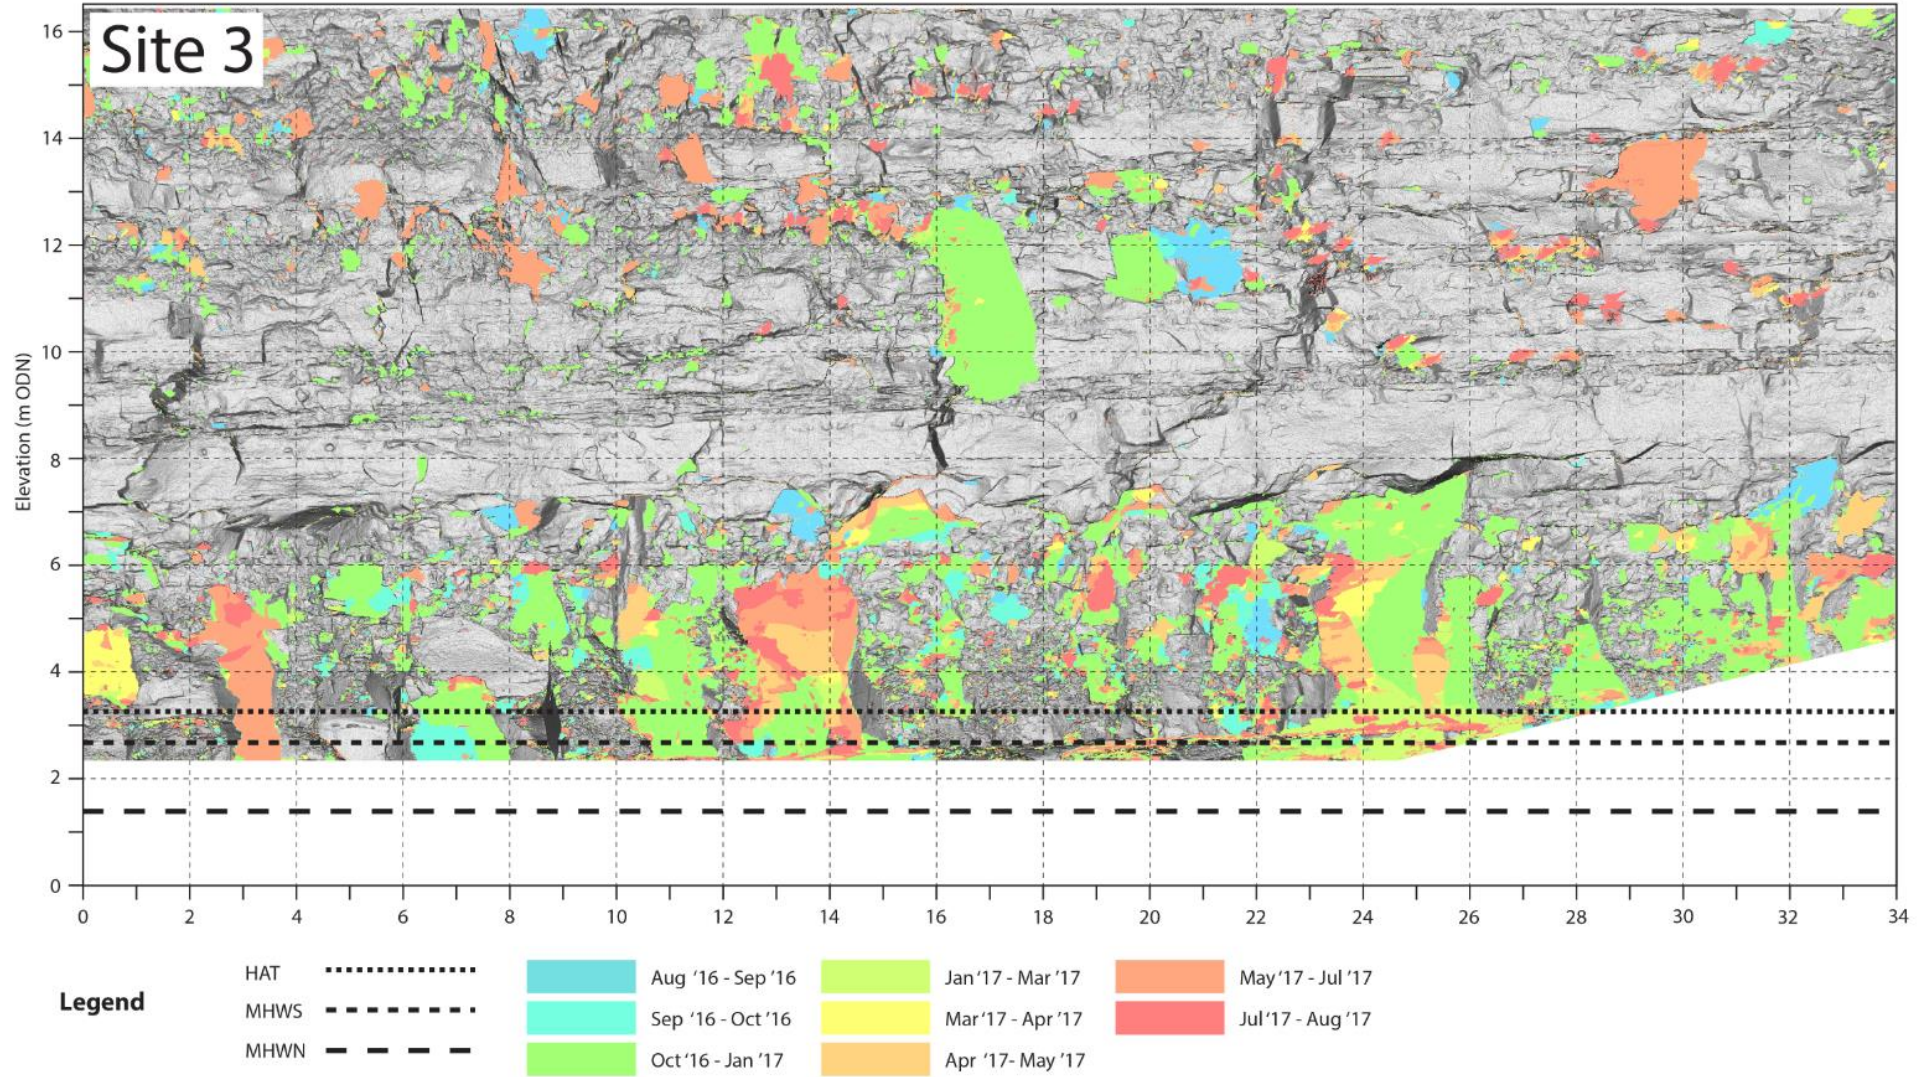 Site 3
Elevation (m ODN)
16
14
12
10
8
6
4
2
0
0 2 4 6 8 10 12 14 16 18 20 22 24 26 28 30 32 34
Legend
HAT
MHWS
MHWN
Aug '16 - Sep '16
Sep '16 - Oct '16
Oct '16 - Jan '17
Jan '17 - Mar '17
Mar '17 - Apr '17
Apr '17- May '17
May '17 - Jul '17
Jul '17 - Aug '17